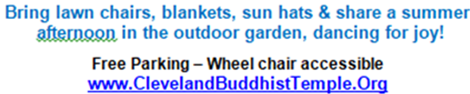 Bring lawn chairs, blankets, sun hats & share a summer
afternoon in the outdoor garden, dancing for joy!
Free Parking – Wheel chair accessible
www.ClevelandBuddhistTemple.Org